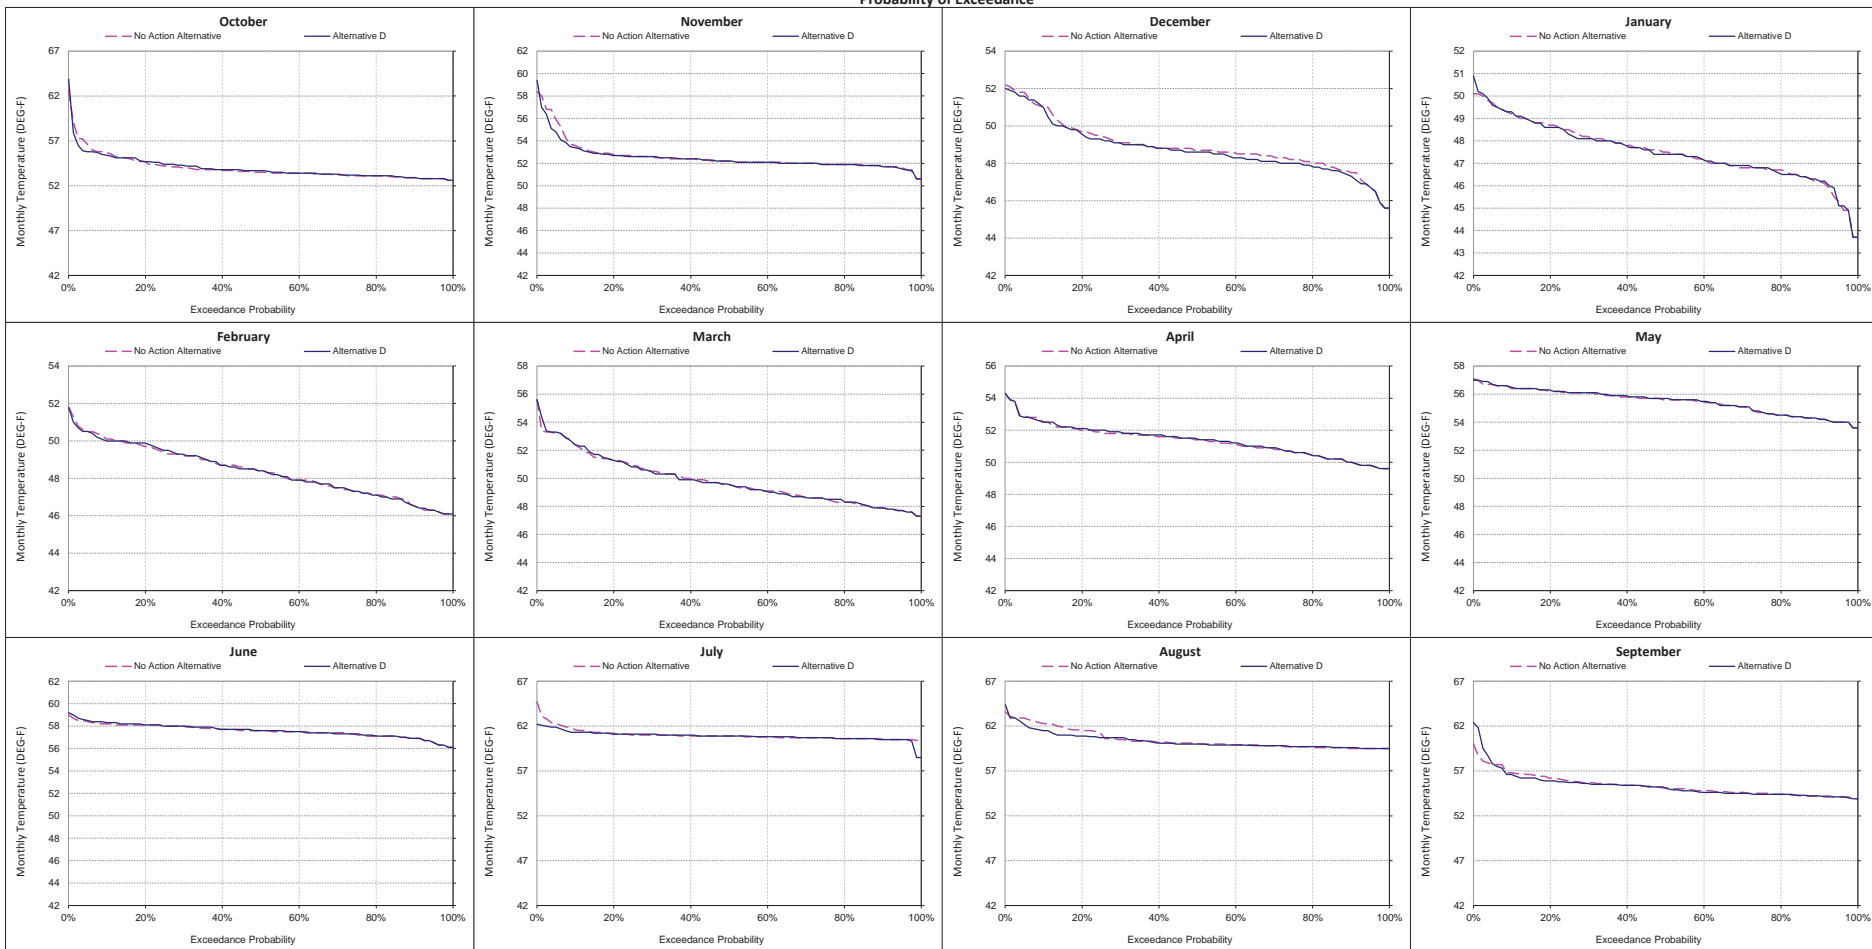 Probability of Exceedance
October
No Action Alternative Alternative D
Monthly Temperature (DEG-F)
67
62
57
52
47
42
0% 20% 40% 60% 80% 100%
Exceedance Probability
November
No Action Alternative Alternative D
Monthly Temperature (DEG-F)
62
60
58
56
54
52
50
48
46
44
42
0% 20% 40% 60% 80% 100%
Exceedance Probability
December
No Action Alternative Alternative D
Monthly Temperature (DEG-F)
54
52
50
48
46
44
42
0% 20% 40% 60% 80% 100%
Exceedance Probability
January
No Action Alternative Alternative D
Monthly Temperature (DEG-F)
52
51
50
49
48
47
46
45
44
43
42
0% 20% 40% 60% 80% 100%
Exceedance Probability
February
No Action Alternative Alternative D
Monthly Temperature (DEG-F)
54
52
50
48
46
44
42
0% 20% 40% 60% 80% 100%
Exceedance Probability
March
No Action Alternative Alternative D
Monthly Temperature (DEG-F)
58
56
54
52
50
48
46
44
42
0% 20% 40% 60% 80% 100%
Exceedance Probability
April
No Action Alternative Alternative D
Monthly Temperature (DEG-F)
56
54
52
50
48
46
44
42
0% 20% 40% 60% 80% 100%
Exceedance Probability
May
No Action Alternative Alternative D
Monthly Temperature (DEG-F)
58
56
54
52
50
48
46
44
42
0% 20% 40% 60% 80% 100%
Exceedance Probability
June
No Action Alternative Alternative D
Monthly Temperature (DEG-F)
62
60
58
56
54
52
50
48
46
44
42
0% 20% 40% 60% 80% 100%
Exceedance Probability
July
No Action Alternative Alternative D
Monthly Temperature (DEG-F)
67
62
57
52
47
42
0% 20% 40% 60% 80% 100%
Exceedance Probability
August
No Action Alternative Alternative D
Monthly Temperature (DEG-F)
67
62
57
52
47
42
0% 20% 40% 60% 80% 100%
Exceedance Probability
September
No Action Alternative Alternative D
Monthly Temperature (DEG-F)
67
62
57
52
47
42
0% 20% 40% 60% 80% 100%
Exceedance Probability